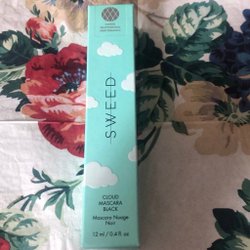 SWEED
CLOUD
MASCARA
BLACK
Mascara Nuage
Noir
12 ml / 0.4 fl. oz